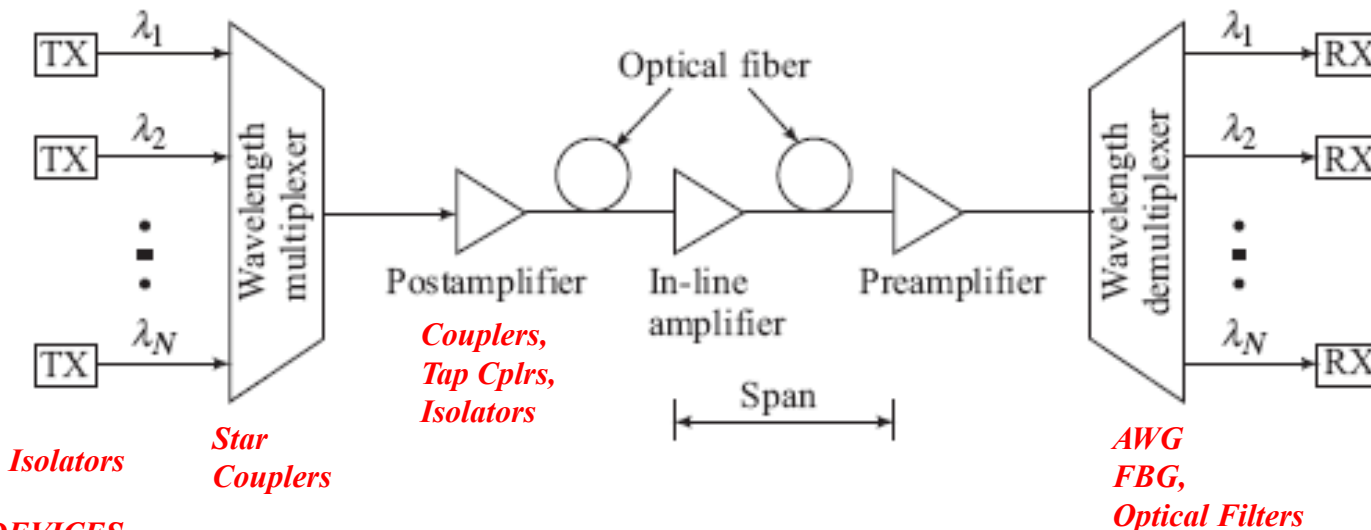 TX λ1
TX λ2
TX λN
Wavelength
multiplexer
Optical fiber
Postamplifier
In-line
amplifier
Preamplifier
Span
Wavelength
demultiplexer
λ1 RX
λ2 RX
λN RX
Couplers,
Tap Cplrs,
Isolators
Isolators
Star
Couplers
AWG
FBG,
Optical Filters